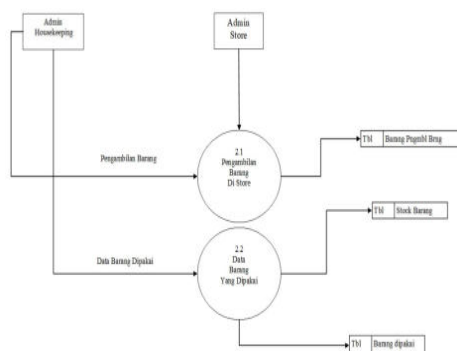 Admin
Housekeeping
Admin
Store
2.1
Pengambilan
Barang
Di Store
Pengambilan Barang
Tbl Barang Pngmbl Brng
Tbl Stock Barang
2.2
Data
Barang
Yang Dipakai
Data Barang Dipakai
Tbl Barang dipakai